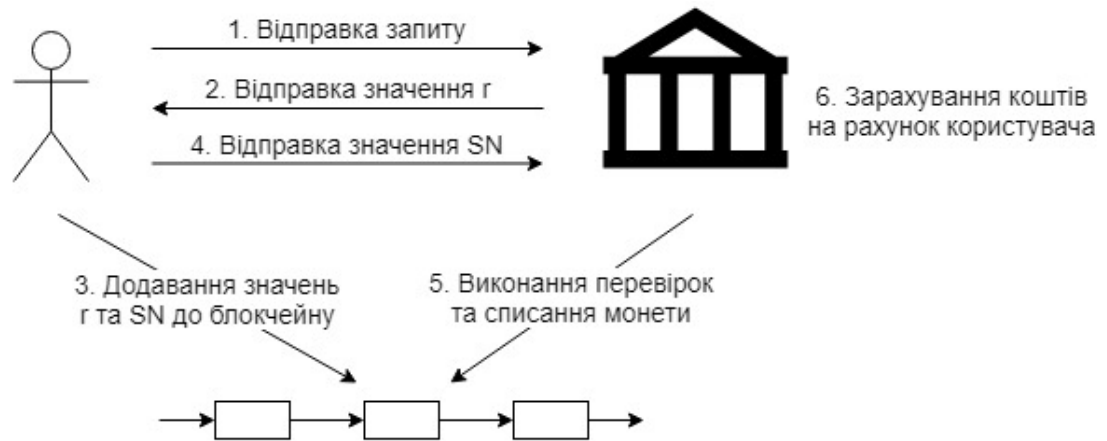 1. Відправка запиту
2. Відправка значення r
4. Відправка значення SN
6. Зарахування коштів
на рахунок користувача
3. Додавання значень
r та SN до блокчейну
5. Виконання перевірок
та списання монети